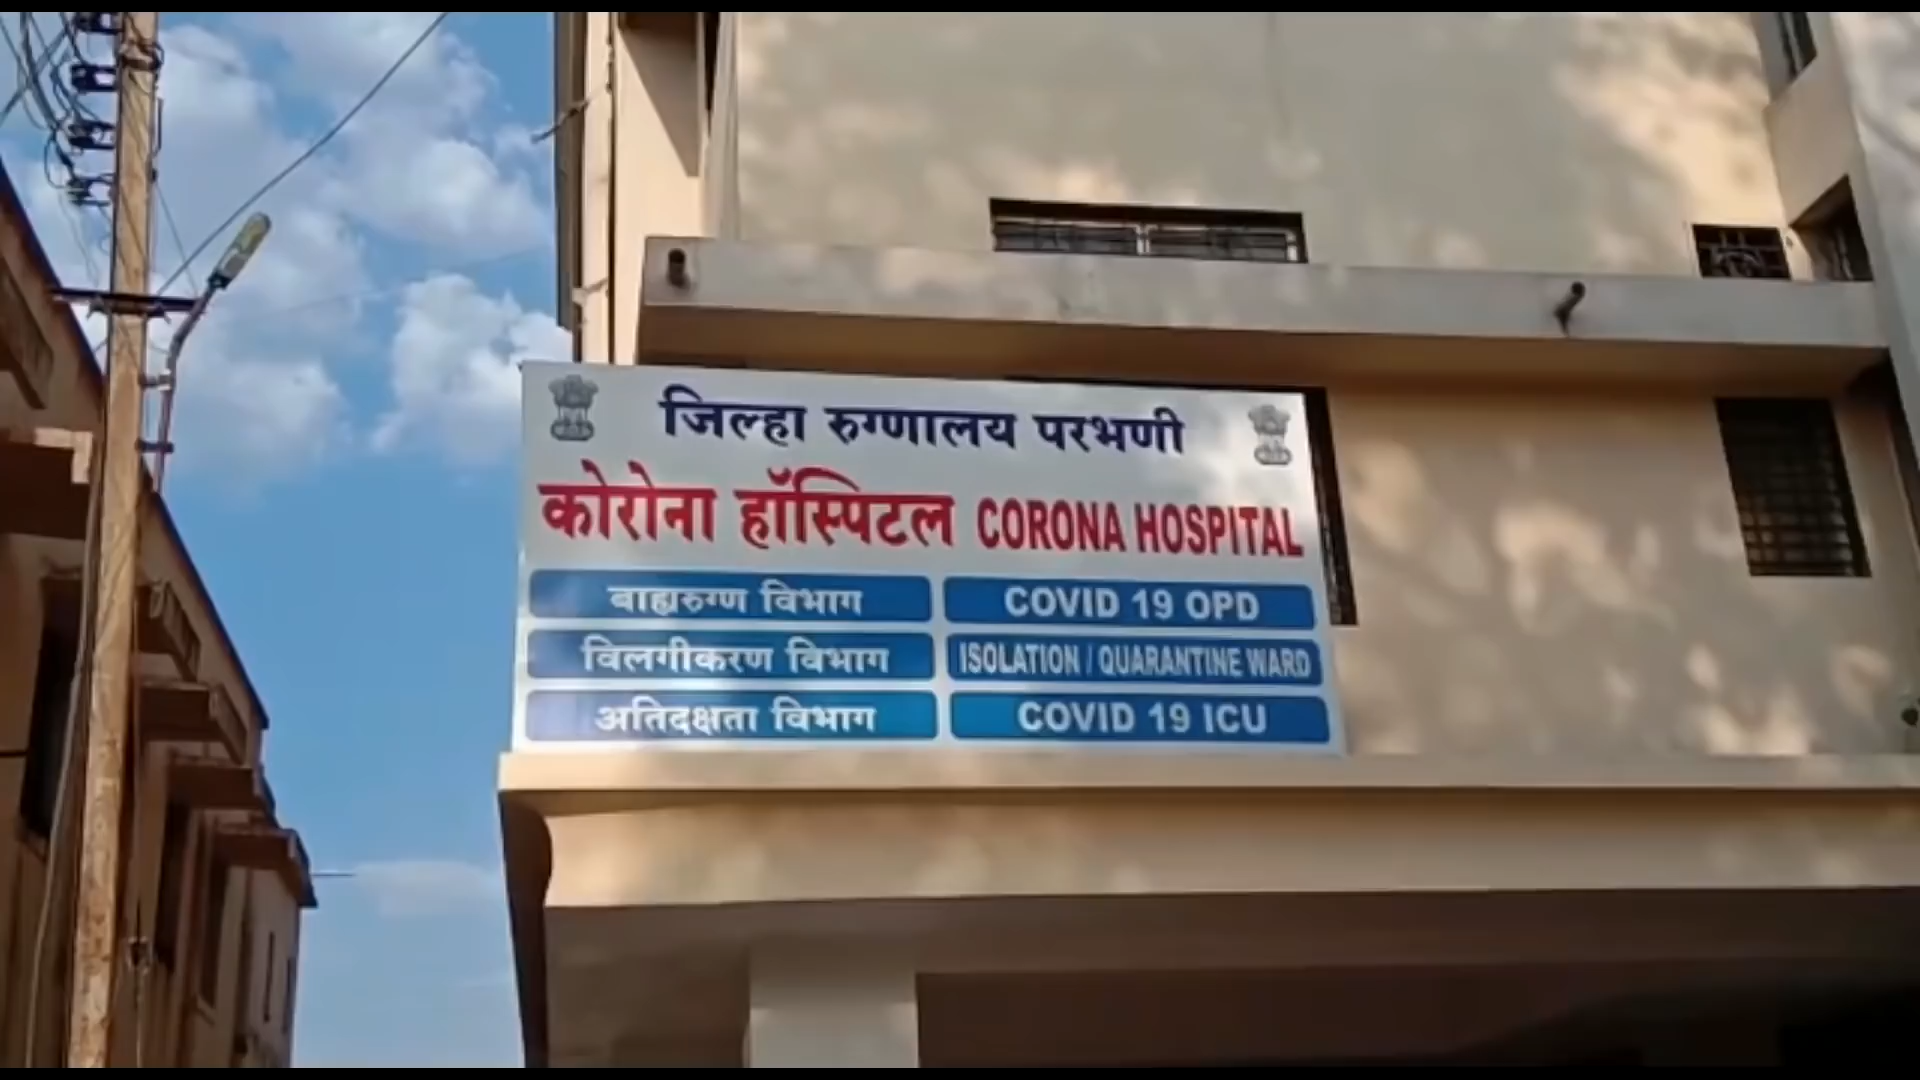 जिल्हा रुग्णालय परभणी
कोरोना हॉस्पिटल CORONA HOSPITAL
बाह्यरुग्ण विभाग COVID 19 OPD
विलगीकरण विभाग ISOLATION / QUARANTINE WARD
अतिदक्षता विभाग COVID 19 ICU